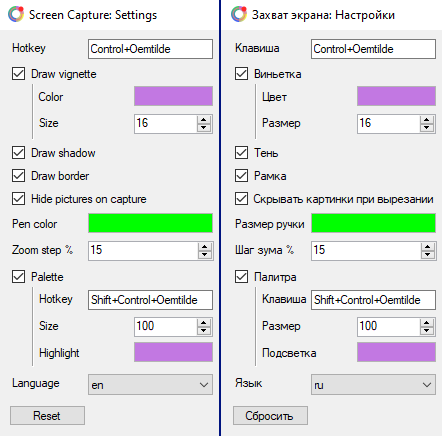 Screen Capture: Settings
Hotkey Control+Oemtilde
Draw vignette
Color
Size 16
Draw shadow
Draw border
Hide pictures on capture
Pen color
Zoom step % 15
Palette
Hotkey Shift+Control+Oemtilde
Size 100
Highlight
Language en
Reset
Захват экрана: Настройки
Клавиша Control+Oemtilde
Виньетка
Цвет
Размер 16
Тень
Рамка
Скрывать картинки при вырезании
Размер ручки
Шаг зума % 15
Палитра
Клавиша Shift+Control+Oemtilde
Размер 100
Подсветка
Язык ru
Сбросить